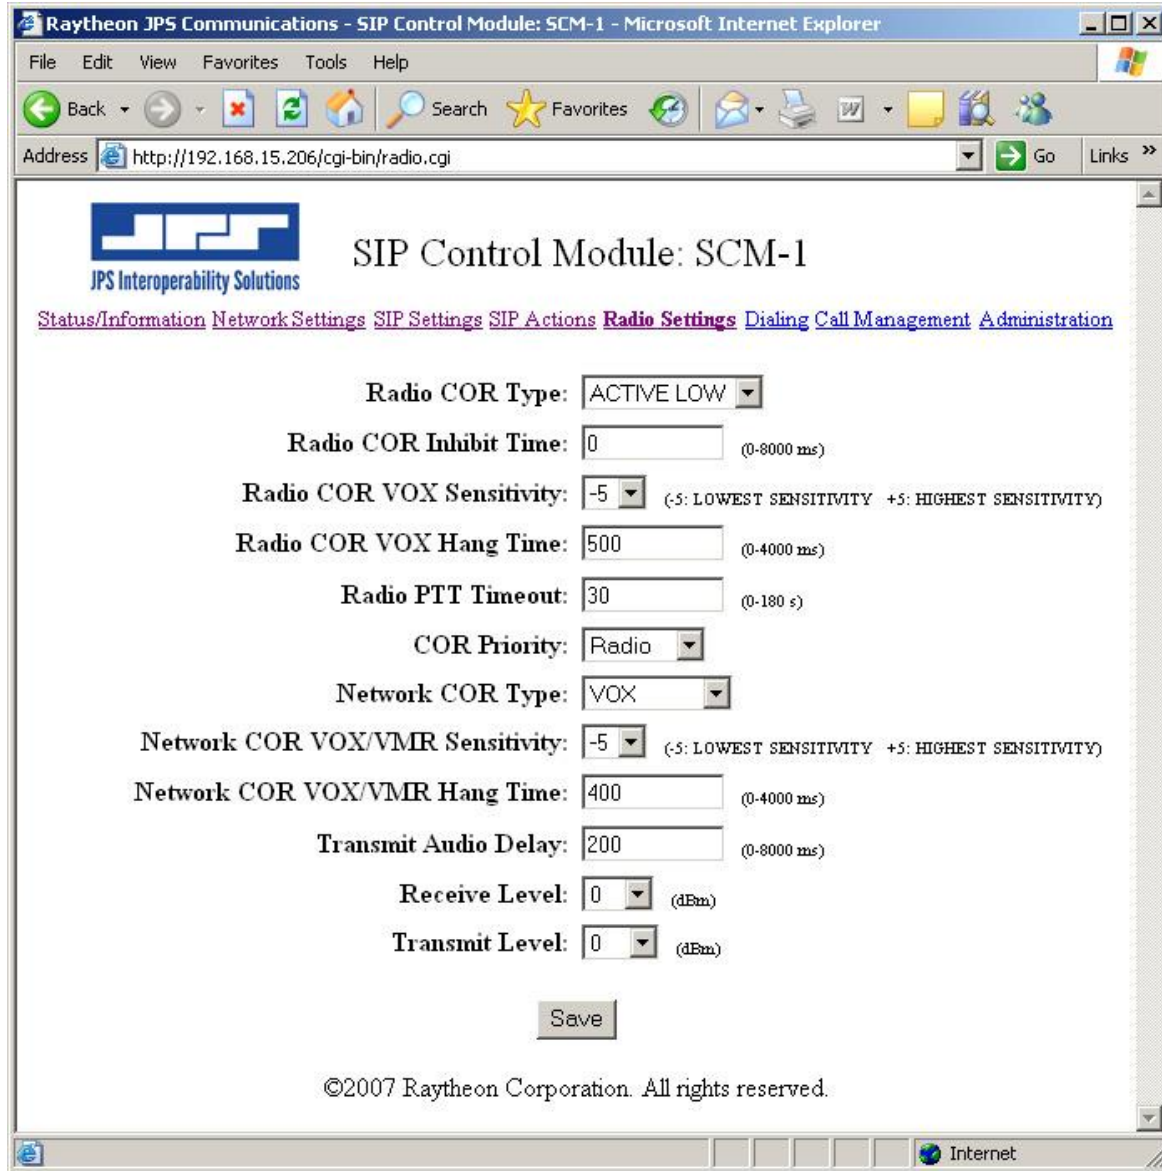 Raytheon JPS Communications - SIP Control Module: SCM-1 - Microsoft Internet Explorer
File Edit View Favorites Tools Help
Back Search Favorites
Address http://192.168.15.206/cgi-bin/radio.cgi Go Links »
JPS
JPS Interoperability Solutions
SIP Control Module: SCM-1
Status/Information Network Settings SIP Settings SIP Actions Radio Settings Dialing Call Management Administration
Radio COR Type: ACTIVE LOW
Radio COR Inhibit Time: 0 (0-8000 ms)
Radio COR VOX Sensitivity: -5 (-5: LOWEST SENSITIVITY +5: HIGHEST SENSITIVITY)
Radio COR VOX Hang Time: 500 (0-4000 ms)
Radio PTT Timeout: 30 (0-180 s)
COR Priority: Radio
Network COR Type: VOX
Network COR VOX/VMR Sensitivity: -5 (-5: LOWEST SENSITIVITY +5: HIGHEST SENSITIVITY)
Network COR VOX/VMR Hang Time: 400 (0-4000 ms)
Transmit Audio Delay: 200 (0-8000 ms)
Receive Level: 0 (dBm)
Transmit Level: 0 (dBm)
Save
©2007 Raytheon Corporation. All rights reserved.
Internet